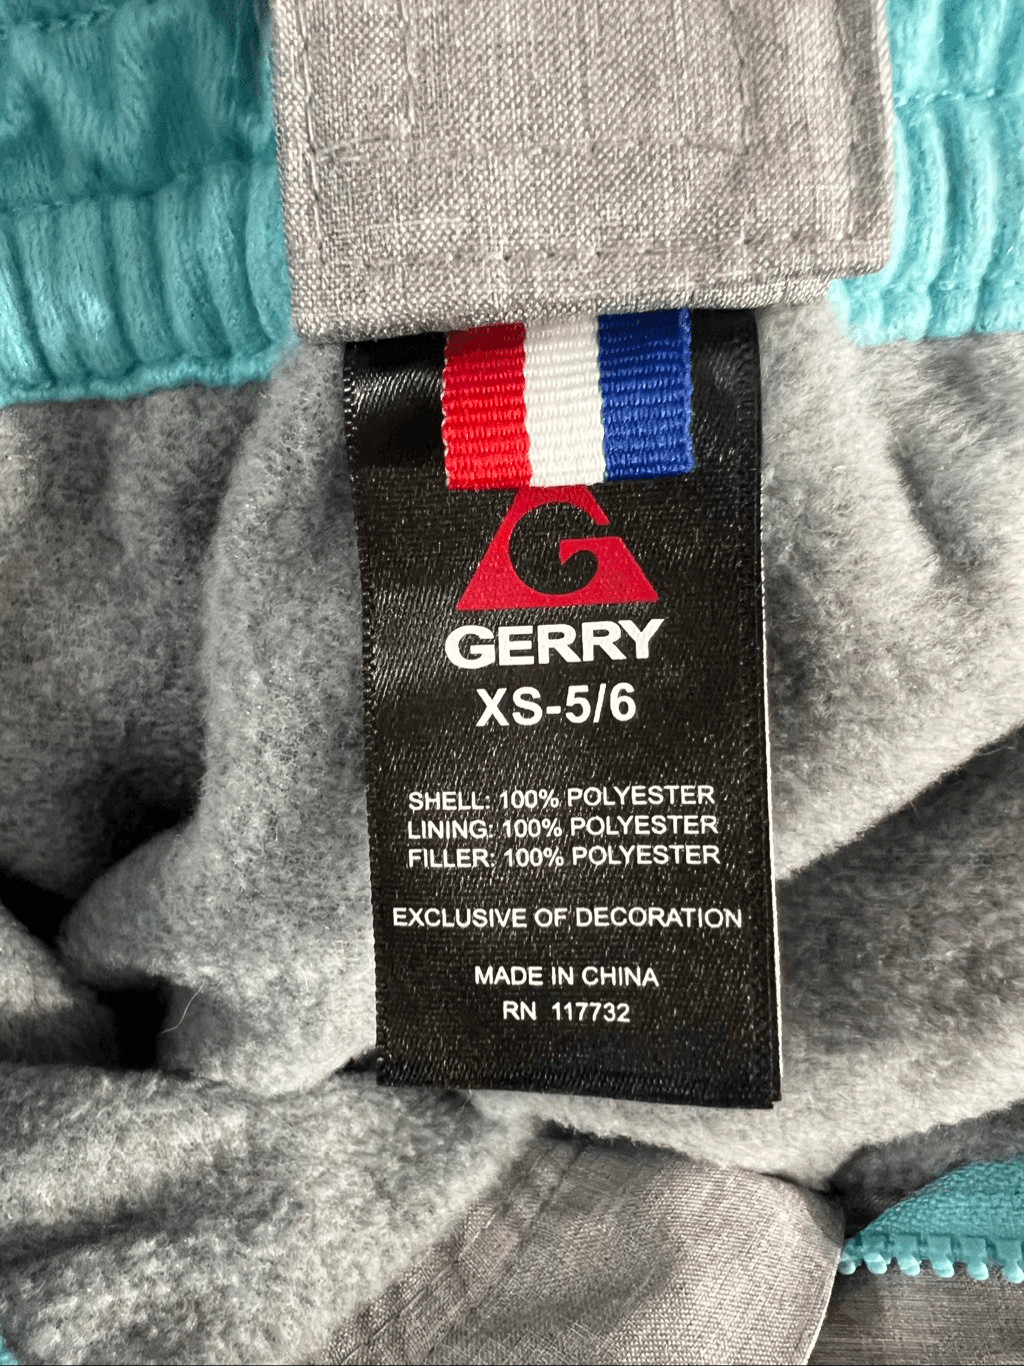 GERRY
XS-5/6
SHELL: 100% POLYESTER
LINING: 100% POLYESTER
FILLER: 100% POLYESTER
EXCLUSIVE OF DECORATION
MADE IN CHINA
RN 117732